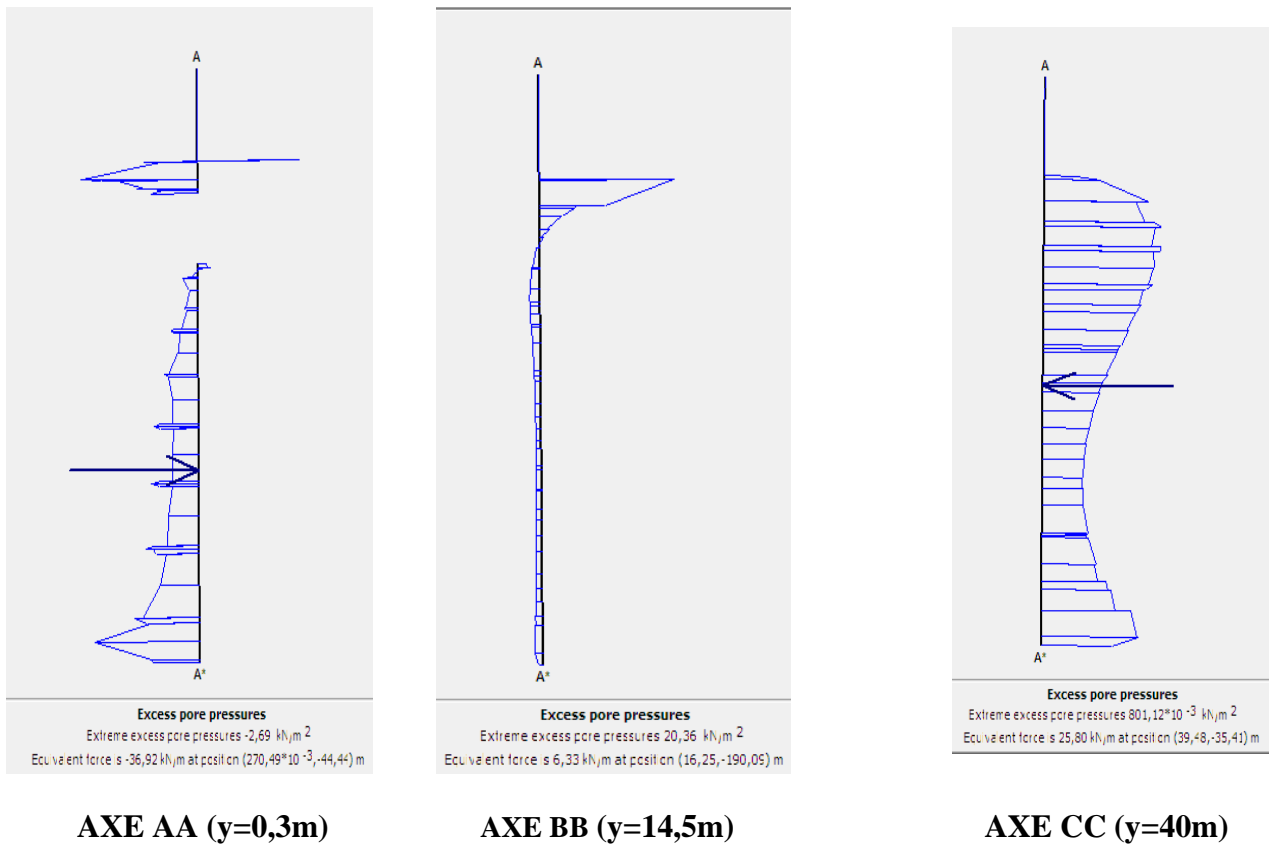 A
A*
Excess pore pressures
Extreme excess pore pressures -2,69 kN/m 2
Equivalent force is -36,92 kN/m at position (270,49*10 -3,-44,44) m
AXE AA (y=0,3m)
A
A*
Excess pore pressures
Extreme excess pore pressures 20,36 kN/m 2
Equivalent force is 6,33 kN/m at position (16,25,-190,09) m
AXE BB (y=14,5m)
A
A*
Excess pore pressures
Extreme excess pore pressures 801,12*10 -3 kN/m 2
Equivalent force is 25,80 kN/m at position (39,48,-35,41) m
AXE CC (y=40m)